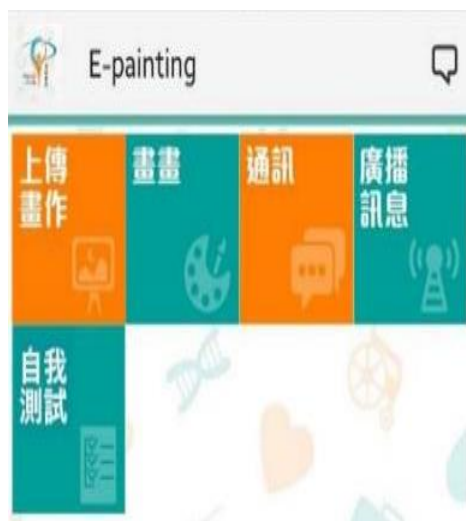 E-painting
上傳
畫作
畫畫
通訊
廣播
訊息
自我
測試